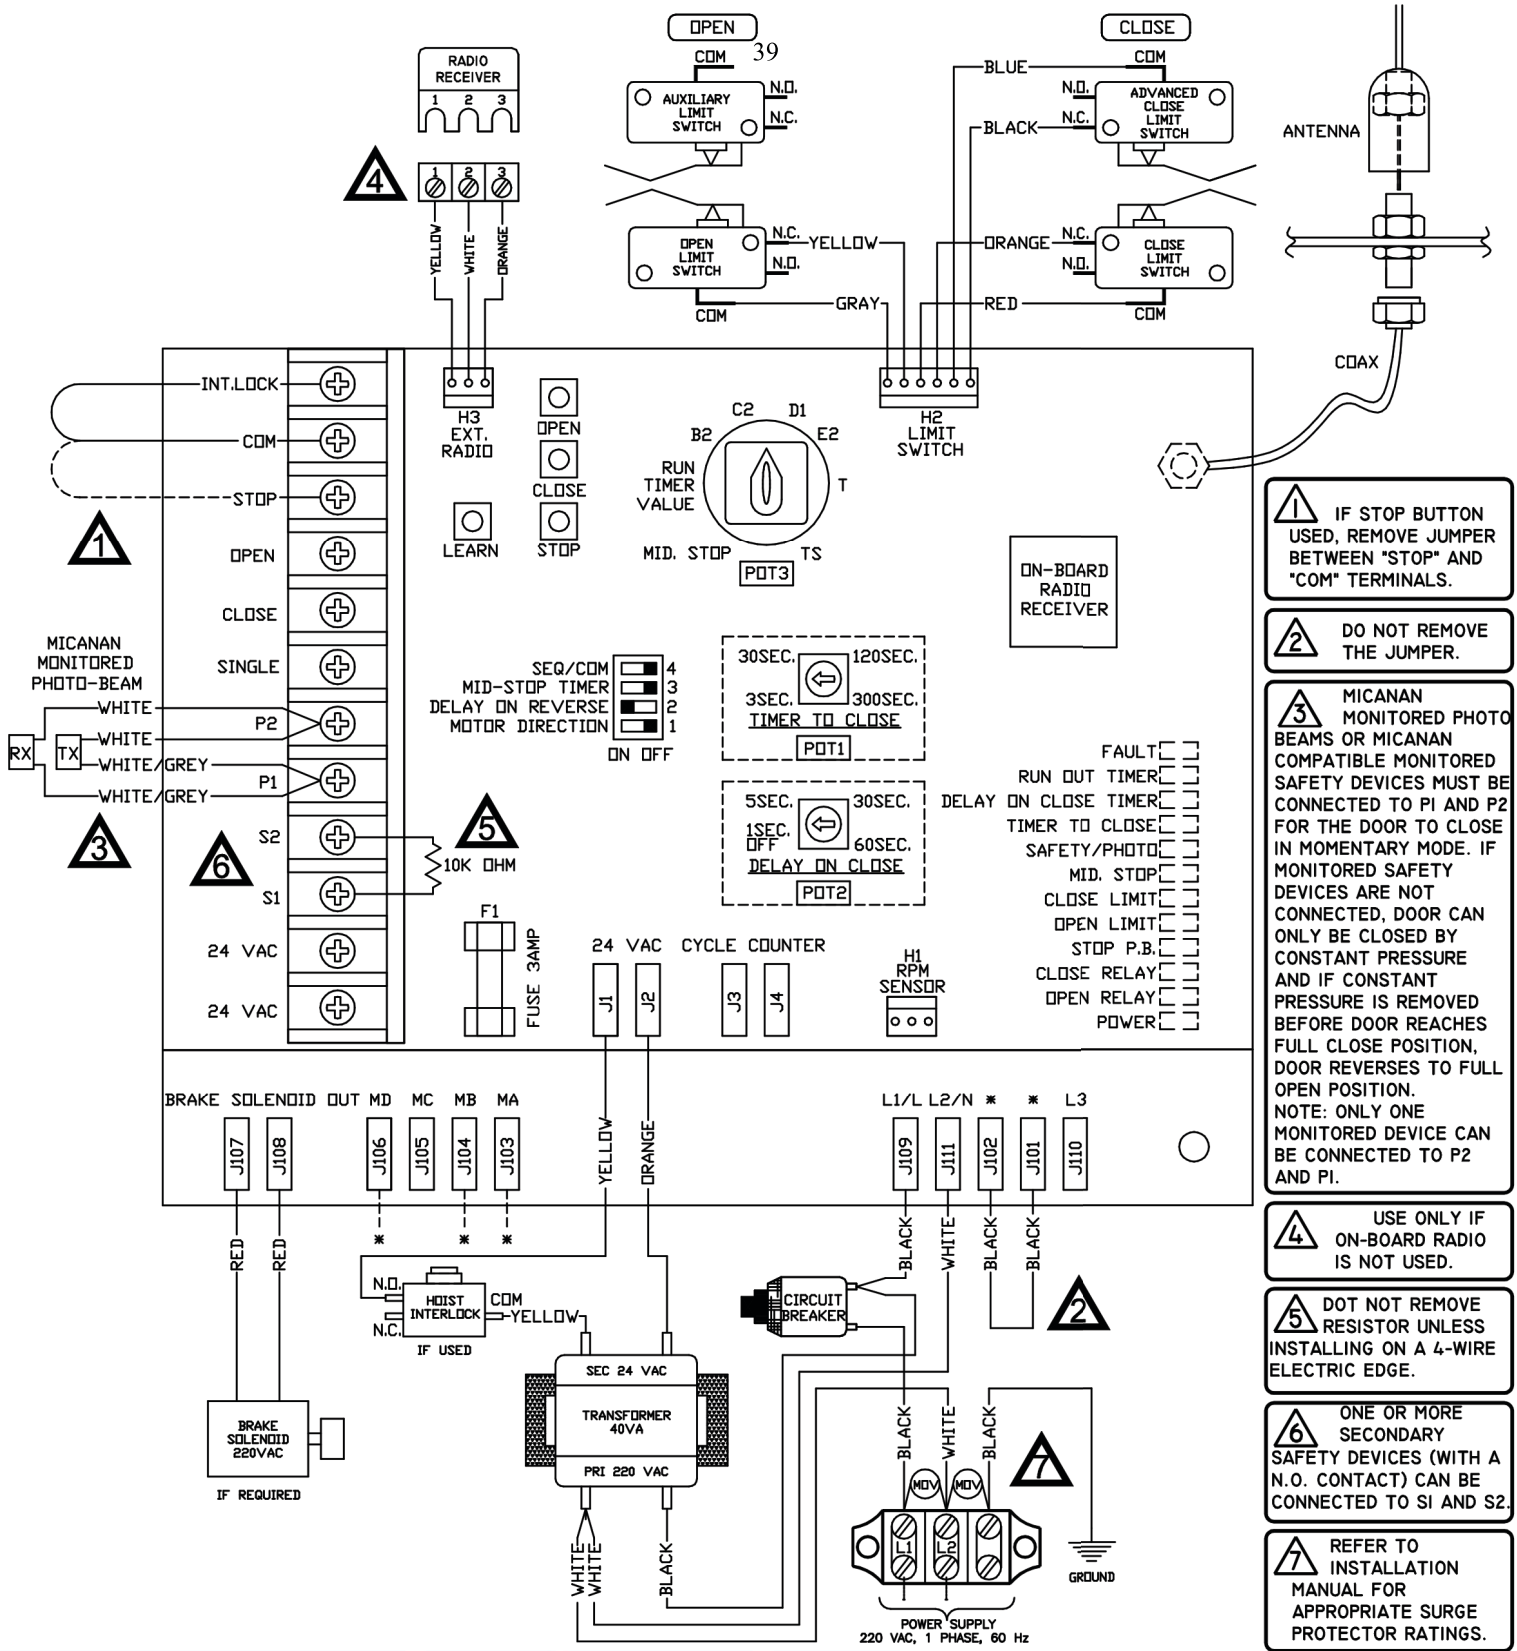 OPEN
39
CLOSE
RADIO
RECEIVER
1 2 3
COM
AUXILIARY
LIMIT
SWITCH
N.O.
N.C.
BLUE
BLACK
COM
N.O.
N.C.
ADVANCED
CLOSE
LIMIT
SWITCH
ANTENNA
4
1 2 3
YELLOW
WHITE
ORANGE
OPEN
LIMIT
SWITCH
N.C.
N.O.
YELLOW
COM
GRAY
ORANGE
N.C.
N.O.
CLOSE
LIMIT
SWITCH
RED
COM
COAX
INT.LOCK
COM
STOP
1
OPEN
CLOSE
SINGLE
P2
P1
S2
S1
24 VAC
24 VAC
H3
EXT.
RADIO
OPEN
CLOSE
STOP
LEARN
RUN
TIMER
VALUE
B2
C2
D1
E2
T
TS
MID. STOP
POT3
H2
LIMIT
SWITCH
ON-BOARD
RADIO
RECEIVER
MICANAN
MONITORED
PHOTO-BEAM
WHITE
WHITE
WHITE/GREY
WHITE/GREY
RX
TX
3
6
5
10K OHM
SEQ/COM 4
MID-STOP TIMER 3
DELAY ON REVERSE 2
MOTOR DIRECTION 1
ON OFF
30SEC. 120SEC.
3SEC. 300SEC.
TIMER TO CLOSE
POT1
5SEC. 30SEC.
1SEC.
OFF
60SEC.
DELAY ON CLOSE
POT2
FAULT
RUN OUT TIMER
DELAY ON CLOSE TIMER
TIMER TO CLOSE
SAFETY/PHOTO
MID. STOP
CLOSE LIMIT
OPEN LIMIT
STOP P.B.
CLOSE RELAY
OPEN RELAY
POWER
F1
FUSE 3AMP
24 VAC
J1
J2
CYCLE COUNTER
J3
J4
H1
RPM
SENSOR
BRAKE SOLENOID OUT MD MC MB MA
J107
J108
J106
J105
J104
J103
* * *
YELLOW
ORANGE
L1/L L2/N * * L3
J109
J111
J102
J101
J110
RED
RED
BLACK
WHITE
BLACK
BLACK
2
N.O.
N.C.
HOIST
INTERLOCK
COM
YELLOW
IF USED
CIRCUIT
BREAKER
BRAKE
SOLENOID
220VAC
IF REQUIRED
SEC 24 VAC
TRANSFORMER
40VA
PRI 220 VAC
WHITE
WHITE
BLACK
BLACK
WHITE
BLACK
7
MOV MOV
L1 L2
GROUND
POWER SUPPLY
220 VAC, 1 PHASE, 60 Hz
1 IF STOP BUTTON
USED, REMOVE JUMPER
BETWEEN "STOP" AND
"COM" TERMINALS.
2 DO NOT REMOVE
THE JUMPER.
3 MICANAN
MONITORED PHOTO
BEAMS OR MICANAN
COMPATIBLE MONITORED
SAFETY DEVICES MUST BE
CONNECTED TO P1 AND P2
FOR THE DOOR TO CLOSE
IN MOMENTARY MODE. IF
MONITORED SAFETY
DEVICES ARE NOT
CONNECTED, DOOR CAN
ONLY BE CLOSED BY
CONSTANT PRESSURE
AND IF CONSTANT
PRESSURE IS REMOVED
BEFORE DOOR REACHES
FULL CLOSE POSITION,
DOOR REVERSES TO FULL
OPEN POSITION.
NOTE: ONLY ONE
MONITORED DEVICE CAN
BE CONNECTED TO P2
AND P1.
4 USE ONLY IF
ON-BOARD RADIO
IS NOT USED.
5 DOT NOT REMOVE
RESISTOR UNLESS
INSTALLING ON A 4-WIRE
ELECTRIC EDGE.
6 ONE OR MORE
SECONDARY
SAFETY DEVICES (WITH A
N.O. CONTACT) CAN BE
CONNECTED TO S1 AND S2.
7 REFER TO
INSTALLATION
MANUAL FOR
APPROPRIATE SURGE
PROTECTOR RATINGS.